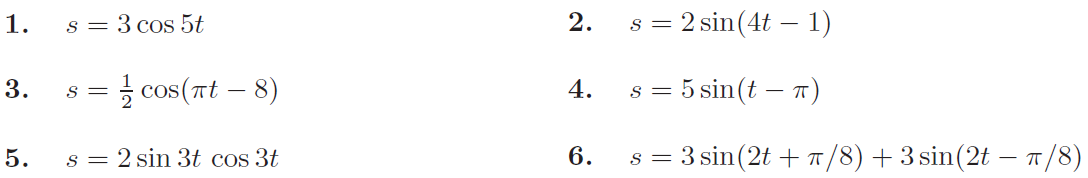 1. s = 3 cos 5t 2. s = 2 sin(4t − 1)
3. s = ½ cos(πt − 8) 4. s = 5 sin(t − π)
5. s = 2 sin 3t cos 3t 6. s = 3 sin(2t + π/8) + 3 sin(2t − π/8)